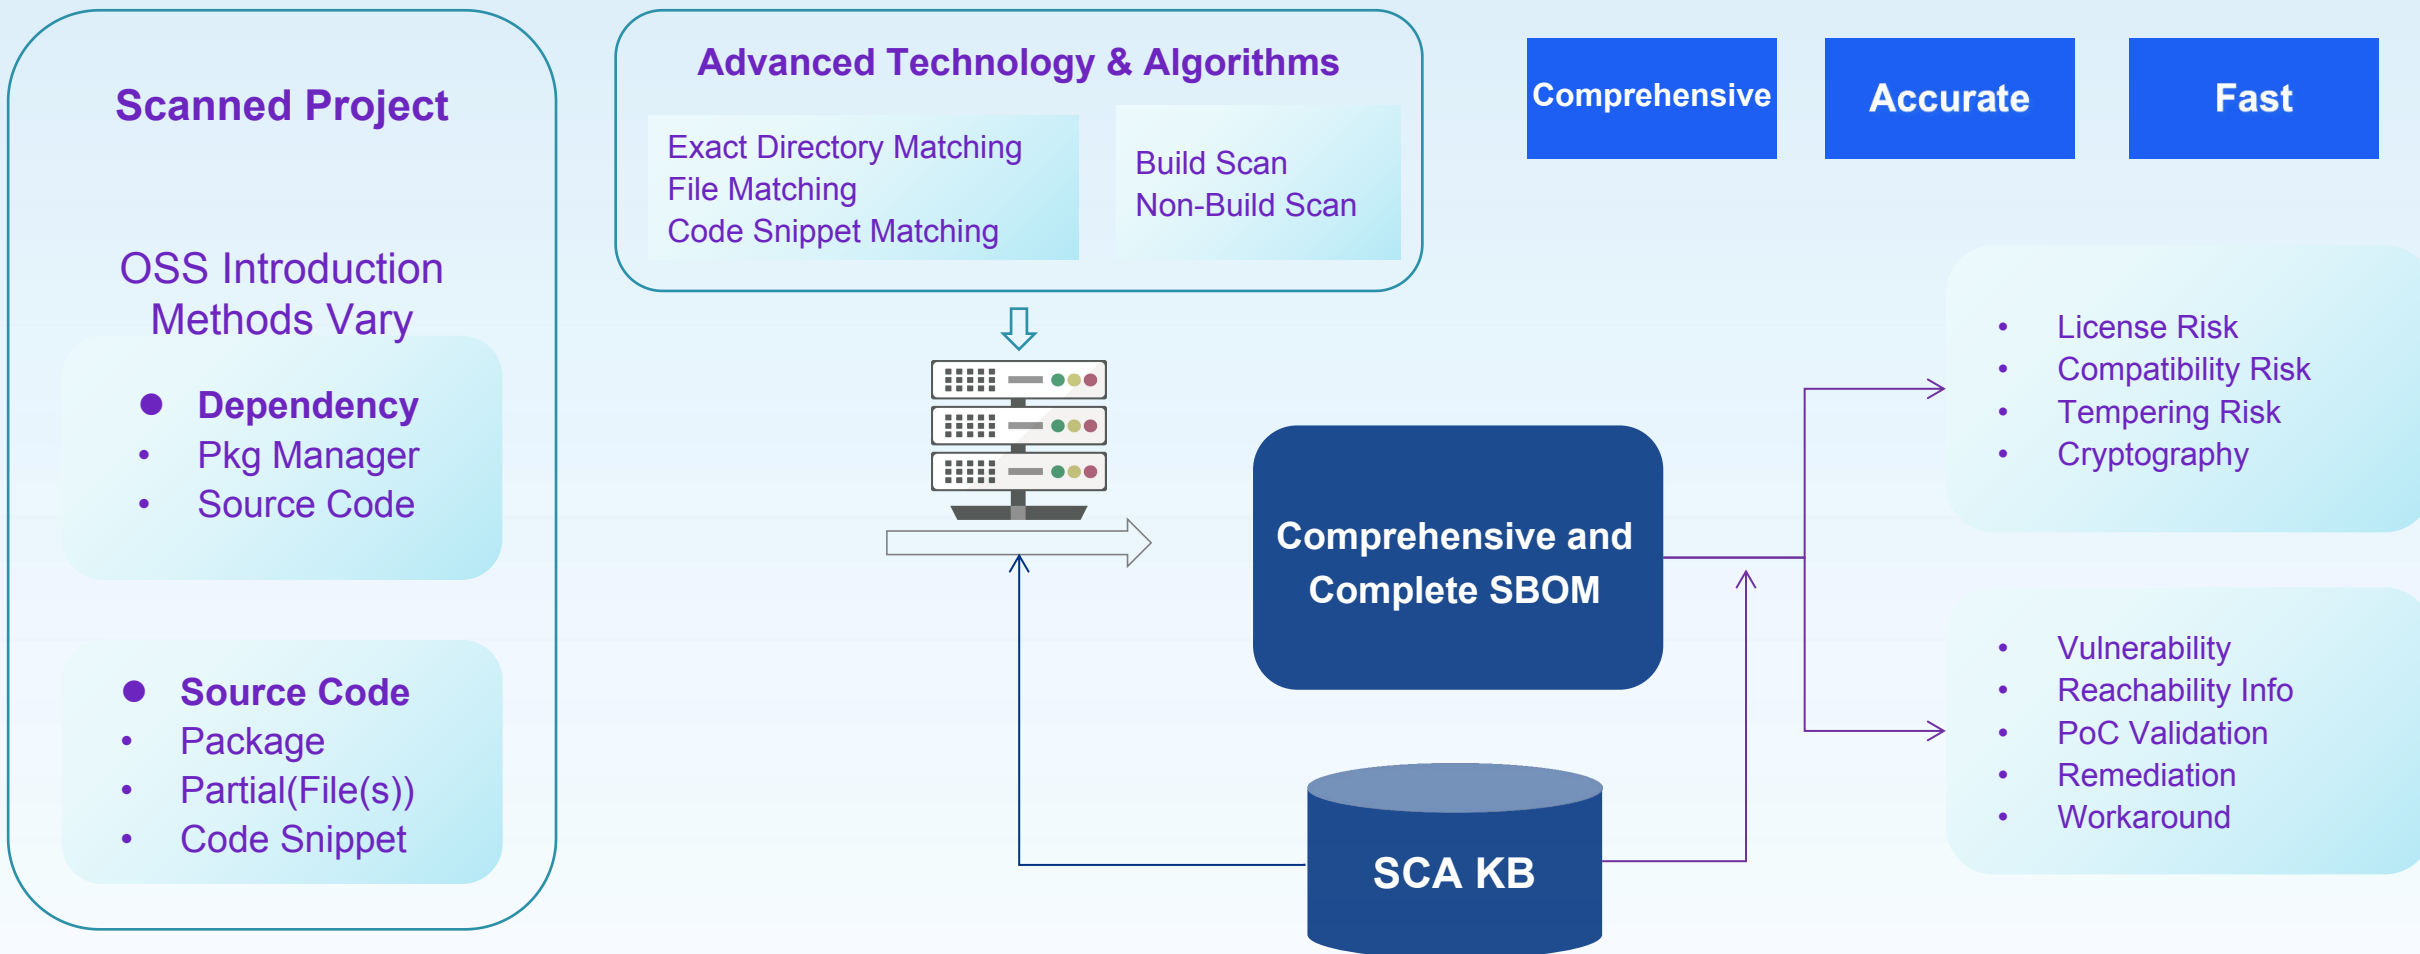 Scanned Project
OSS Introduction
Methods Vary
● Dependency
• Pkg Manager
• Source Code
● Source Code
• Package
• Partial(File(s))
• Code Snippet
Advanced Technology & Algorithms
Exact Directory Matching
File Matching
Code Snippet Matching
Build Scan
Non-Build Scan
Comprehensive
Accurate
Fast
Comprehensive and
Complete SBOM
SCA KB
• License Risk
• Compatibility Risk
• Tempering Risk
• Cryptography
• Vulnerability
• Reachability Info
• PoC Validation
• Remediation
• Workaround